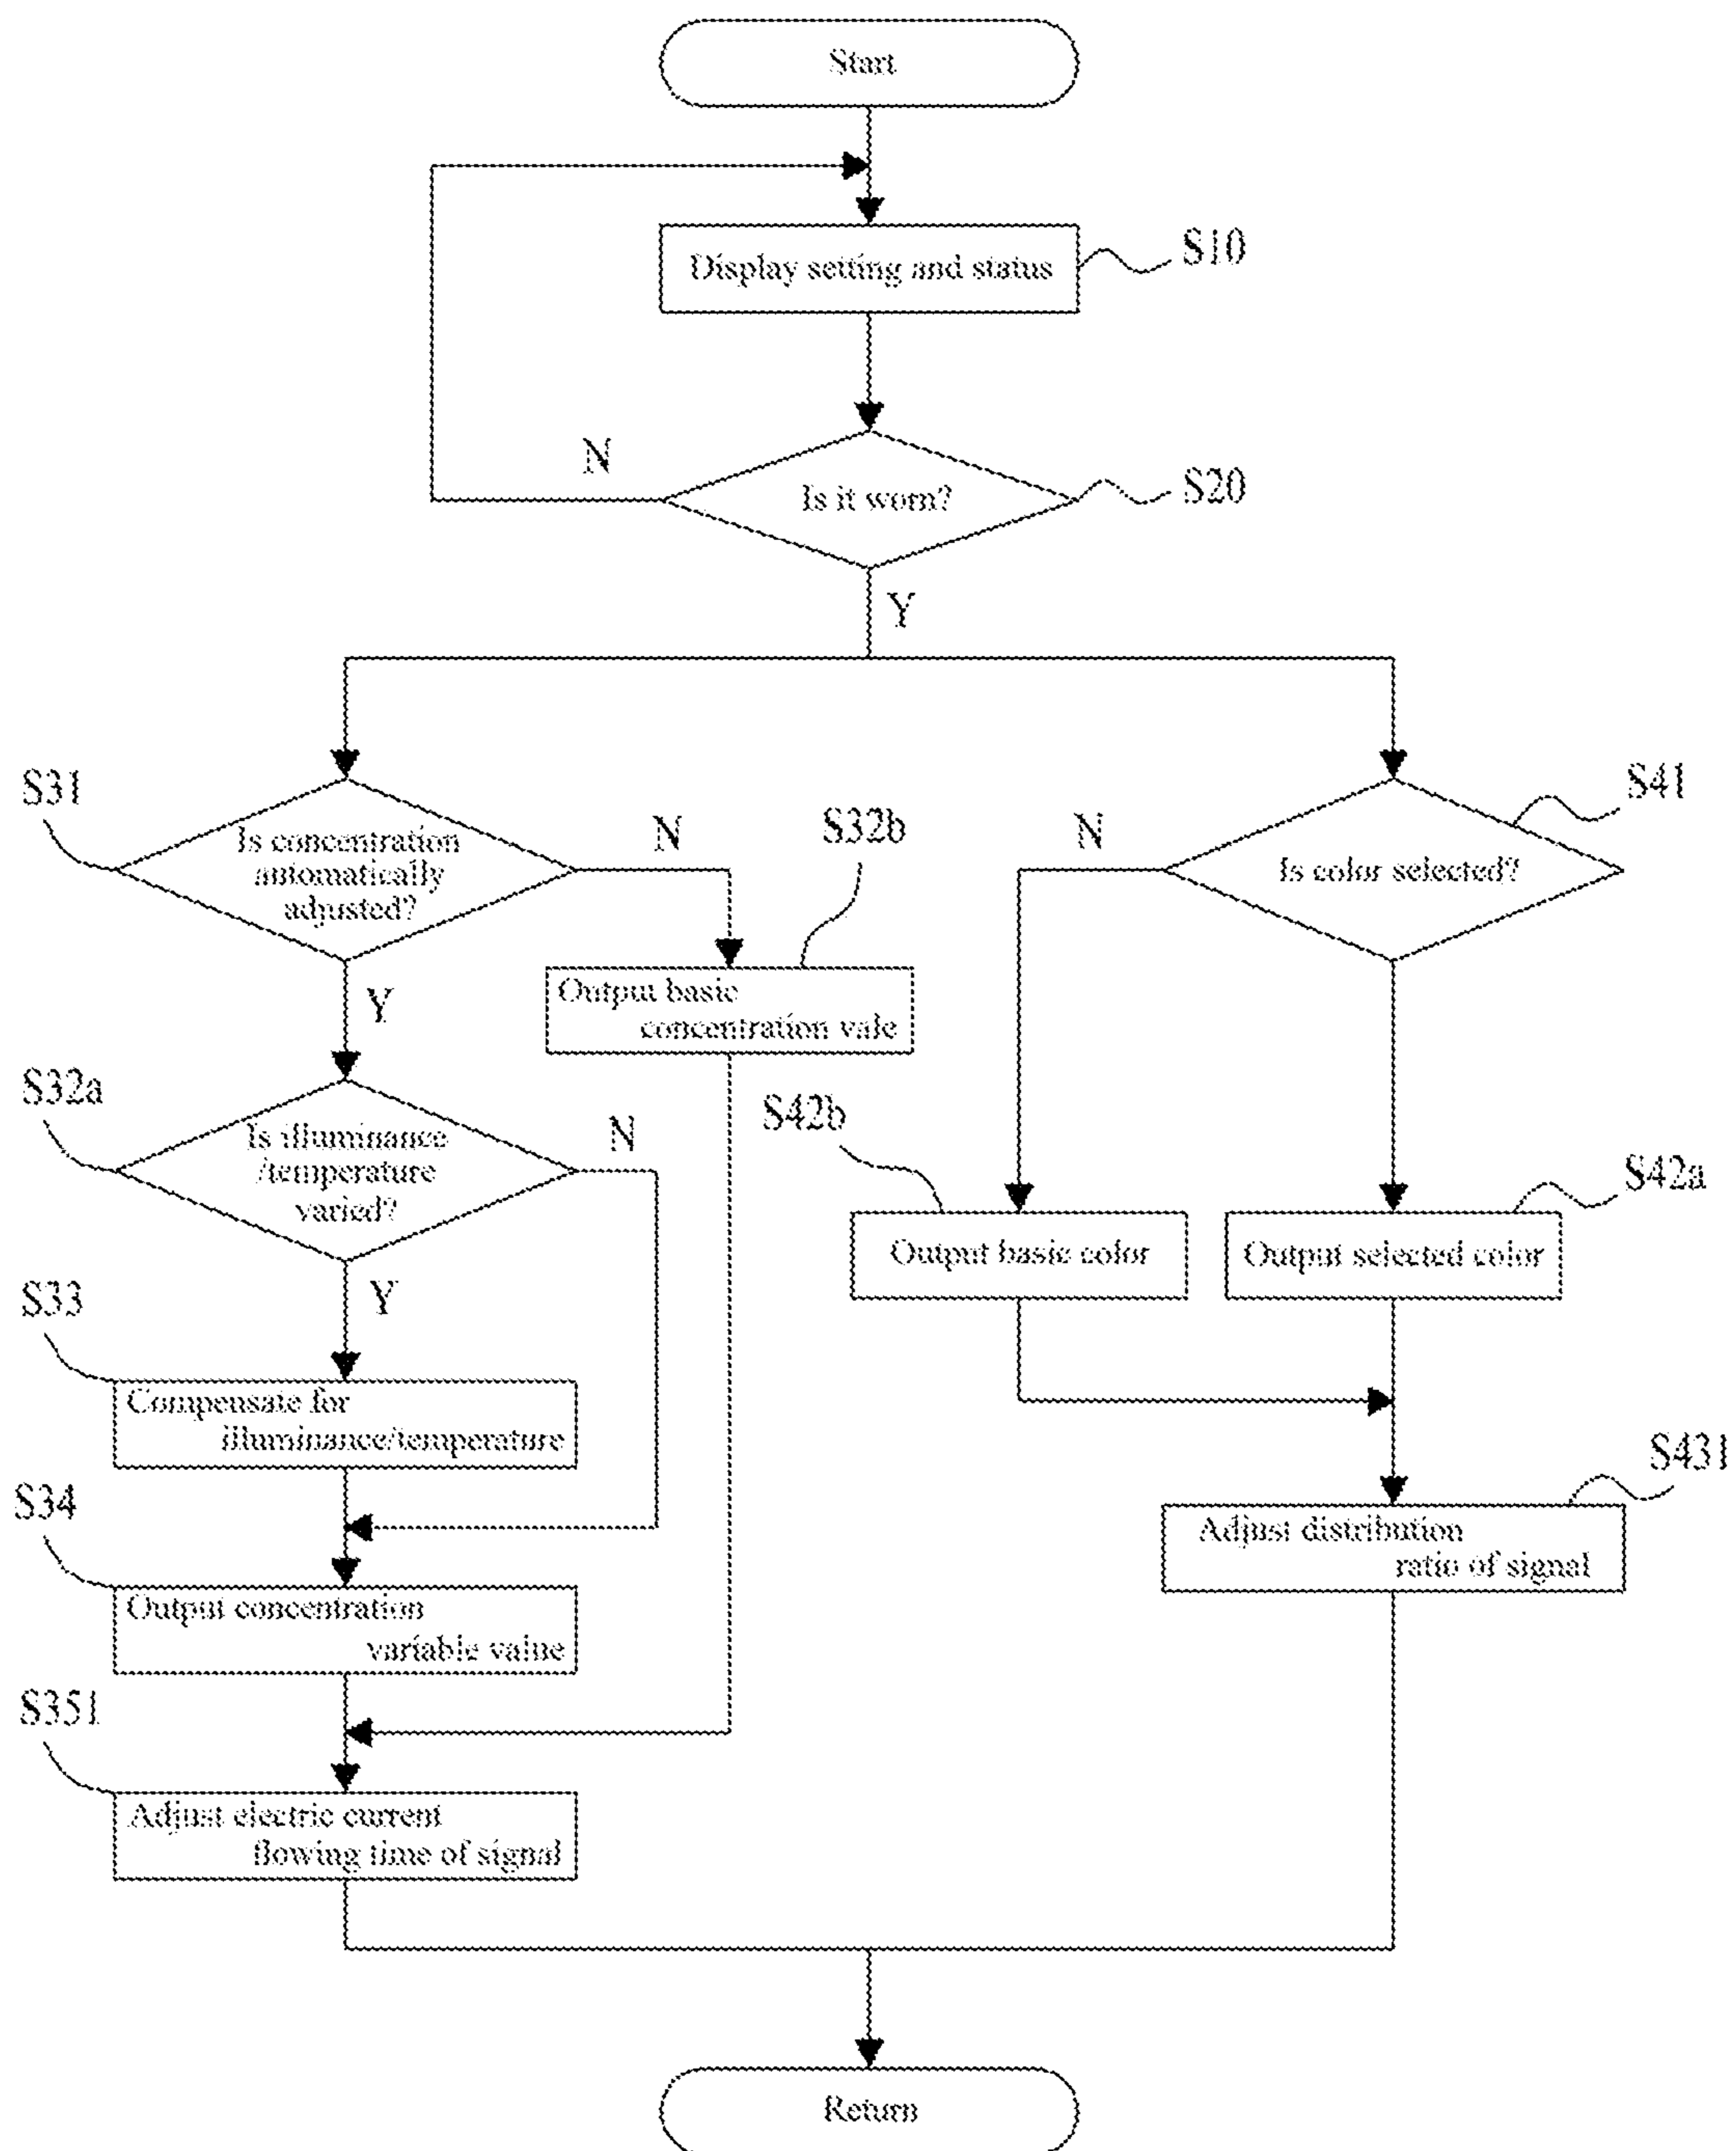 Start
Display setting and status
S10
N
Is it worn?
S20
Y
S31
Is concentration
automatically
adjusted?
N
S32b
N
Is color selected?
S41
Output basic
concentration vale
Y
S32a
Is illuminance
/temperature
varied?
N
S42b
S42a
Output basic color
Output selected color
Y
S33
Compensate for
illuminance/temperature
S431
Adjust distribution
ratio of signal
S34
Output concentration
variable value
S351
Adjust electric current
flowing time of signal
Return